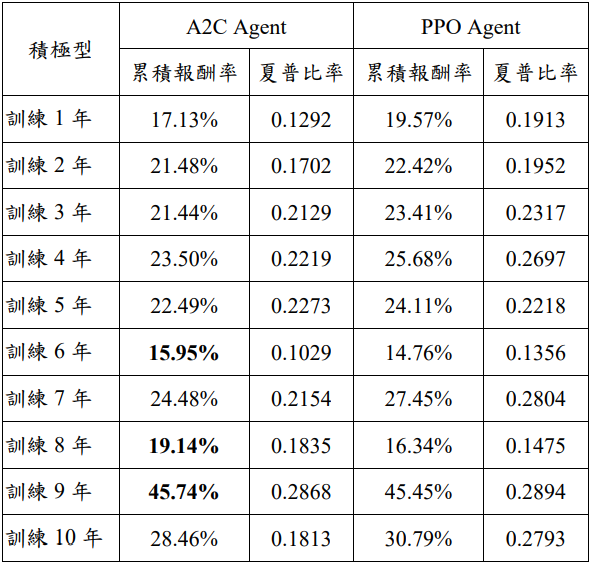 積極型 A2C Agent PPO Agent
累積報酬率 夏普比率 累積報酬率 夏普比率
訓練 1 年 17.13% 0.1292 19.57% 0.1913
訓練 2 年 21.48% 0.1702 22.42% 0.1952
訓練 3 年 21.44% 0.2129 23.41% 0.2317
訓練 4 年 23.50% 0.2219 25.68% 0.2697
訓練 5 年 22.49% 0.2273 24.11% 0.2218
訓練 6 年 15.95% 0.1029 14.76% 0.1356
訓練 7 年 24.48% 0.2154 27.45% 0.2804
訓練 8 年 19.14% 0.1835 16.34% 0.1475
訓練 9 年 45.74% 0.2868 45.45% 0.2894
訓練 10 年 28.46% 0.1813 30.79% 0.2793